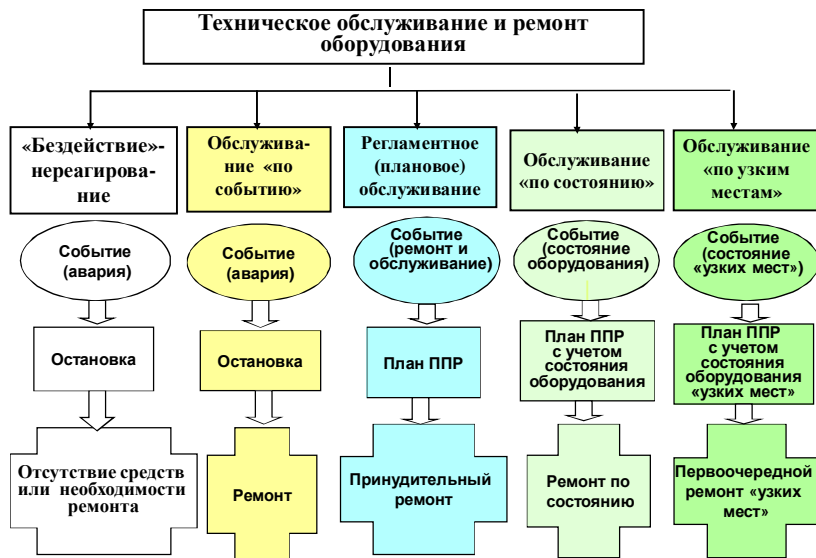 Техническое обслуживание и ремонт
оборудования
«Бездействие»-
нереагирова-
ние
Обслужива-
ние «по
событию»
Регламентное
(плановое)
обслуживание
Обслуживание
«по состоянию»
Обслуживание
«по узким
местам»
Событие
(авария)
Событие
(авария)
Событие
(ремонт и
обслуживание)
Событие
(состояние
оборудования)
Событие
(состояние
«узких мест»)
Остановка
Остановка
План ППР
План ППР
с учетом
состояния
оборудования
План ППР
с учетом
состояния
оборудования
«узких мест»
Отсутствие средств
или необходимости
ремонта
Ремонт
Принудительный
ремонт
Ремонт по
состоянию
Первоочередной
ремонт «узких
мест»